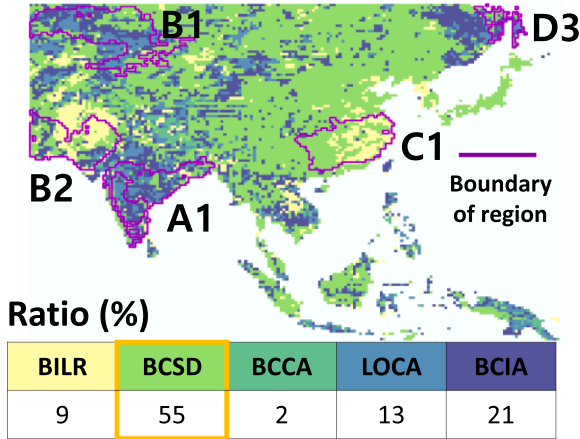 B1
D3
C1
B2
A1
Boundary
of region
Ratio (%)
BILR BCSD BCCA LOCA BCIA
9 55 2 13 21